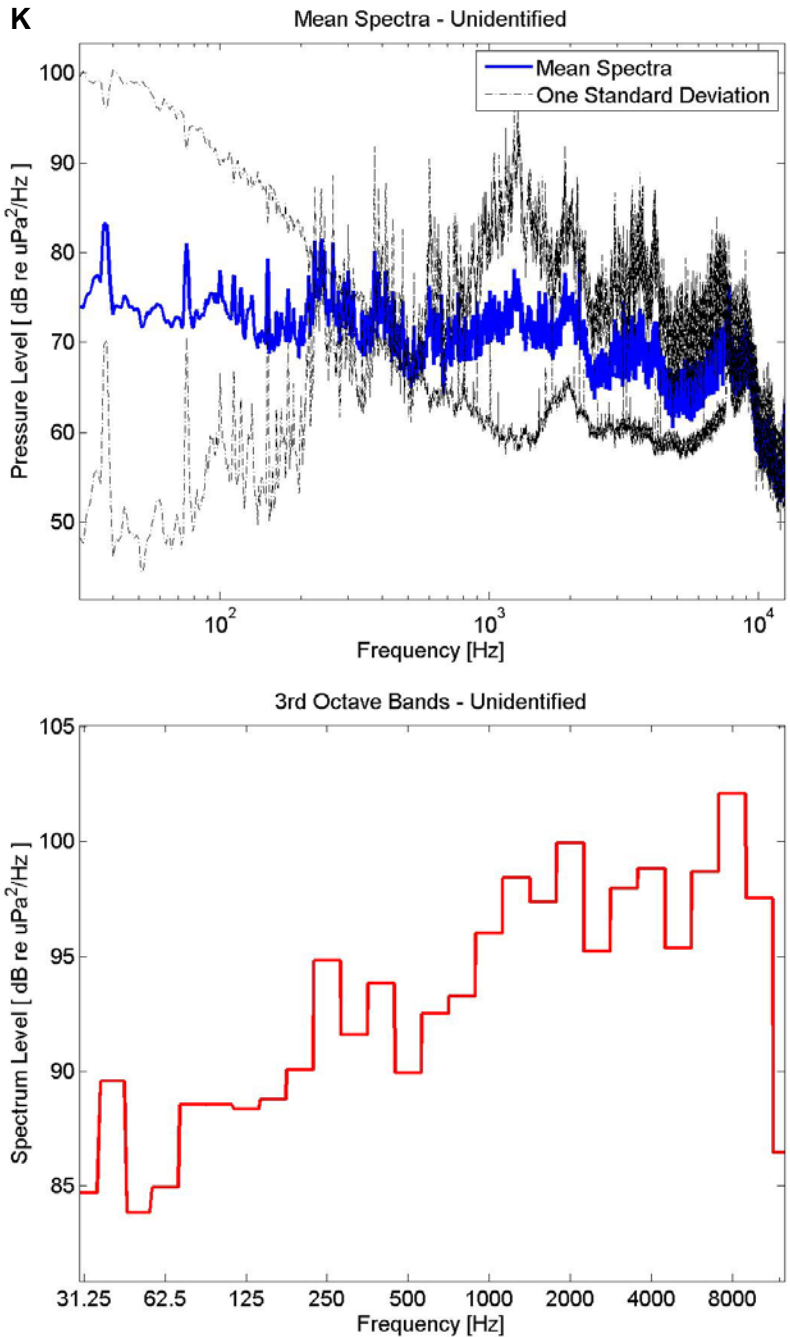 K
Mean Spectra - Unidentified
Mean Spectra
One Standard Deviation
Pressure Level [ dB re uPa²/Hz]
100
90
80
70
60
50
10² 10³ 10⁴
Frequency [Hz]
3rd Octave Bands - Unidentified
Spectrum Level [ dB re uPa²/Hz]
105
100
95
90
85
31.25 62.5 125 250 500 1000 2000 4000 8000
Frequency [Hz]